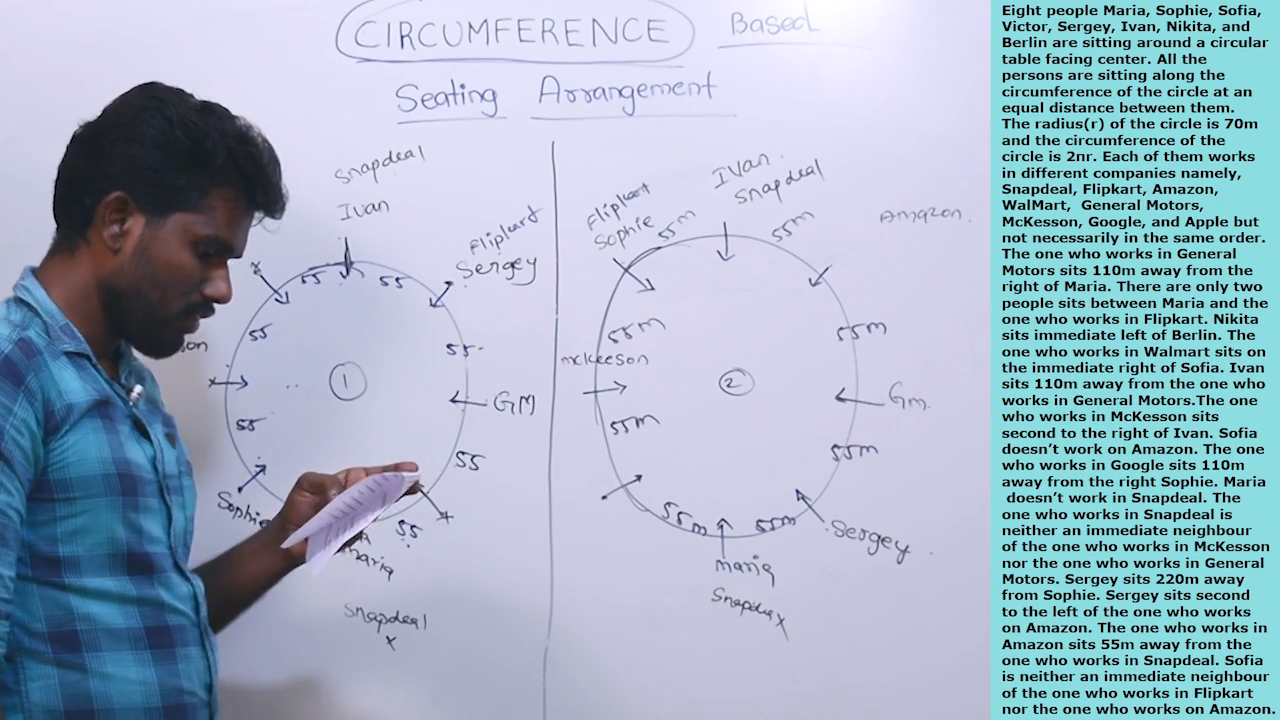 CIRCUMFERENCE Based
Seating Arrangement
Snapdeal
Ivan
Flipkart
Sergey
55
55
55
55
55
55
55
GM
1
Sophie
Maria
Snapdeal
x
Ivan
Snapdeal
Flipkart
Sophie
Amazon.
55m
55m
55m
55m
mckeeson
2
Gm.
55m
55m
55m
55m
Sergey
Maria
Eight people Maria, Sophie, Sofia,
Victor, Sergey, Ivan, Nikita, and
Berlin are sitting around a circular
table facing center. All the
persons are sitting along the
circumference of the circle at an
equal distance between them.
The radius(r) of the circle is 70m
and the circumference of the
circle is 2nr. Each of them works
in different companies namely,
Snapdeal, Flipkart, Amazon,
WalMart, General Motors,
McKesson, Google, and Apple but
not necessarily in the same order.
The one who works in General
Motors sits 110m away from the
right of Maria. There are only two
people sits between Maria and the
one who works in Flipkart. Nikita
sits immediate left of Berlin. The
one who works in Walmart sits on
the immediate right of Sofia. Ivan
sits 110m away from the one who
works in General Motors.The one
who works in McKesson sits
second to the right of Ivan. Sofia
doesn't work on Amazon. The one
who works in Google sits 110m
away from the right Sophie. Maria
doesn't work in Snapdeal. The
one who works in Snapdeal is
neither an immediate neighbour
of the one who works in McKesson
nor the one who works in General
Motors. Sergey sits 220m away
from Sophie. Sergey sits second
to the left of the one who works
on Amazon. The one who works in
Amazon sits 55m away from the
one who works in Snapdeal. Sofia
is neither an immediate neighbour
of the one who works in Flipkart
nor the one who works on Amazon.